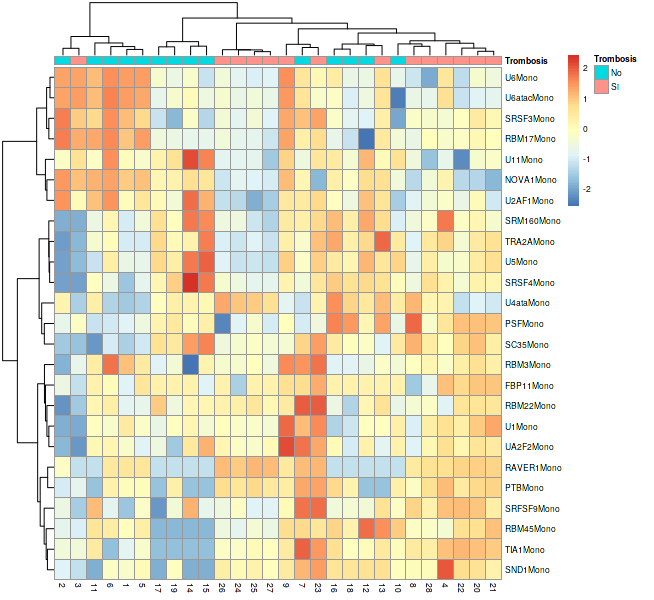 Trombosis
U6Mono
U6atacMono
SRSF3Mono
RBM17Mono
U11Mono
NOVA1Mono
U2AF1Mono
SRM160Mono
TRA2AMono
U5Mono
SRSF4Mono
U4ataMono
PSFMono
SC35Mono
RBM3Mono
FBP11Mono
RBM22Mono
U1Mono
UA2F2Mono
RAVER1Mono
PTBMono
SRFSF9Mono
RBM45Mono
TIA1Mono
SND1Mono
2 3 11 6 1 5 17 19 14 15 26 24 25 27 9 7 23 16 18 12 13 10 8 28 4 22 20 21
2
1
0
-1
-2
Trombosis
No
SI